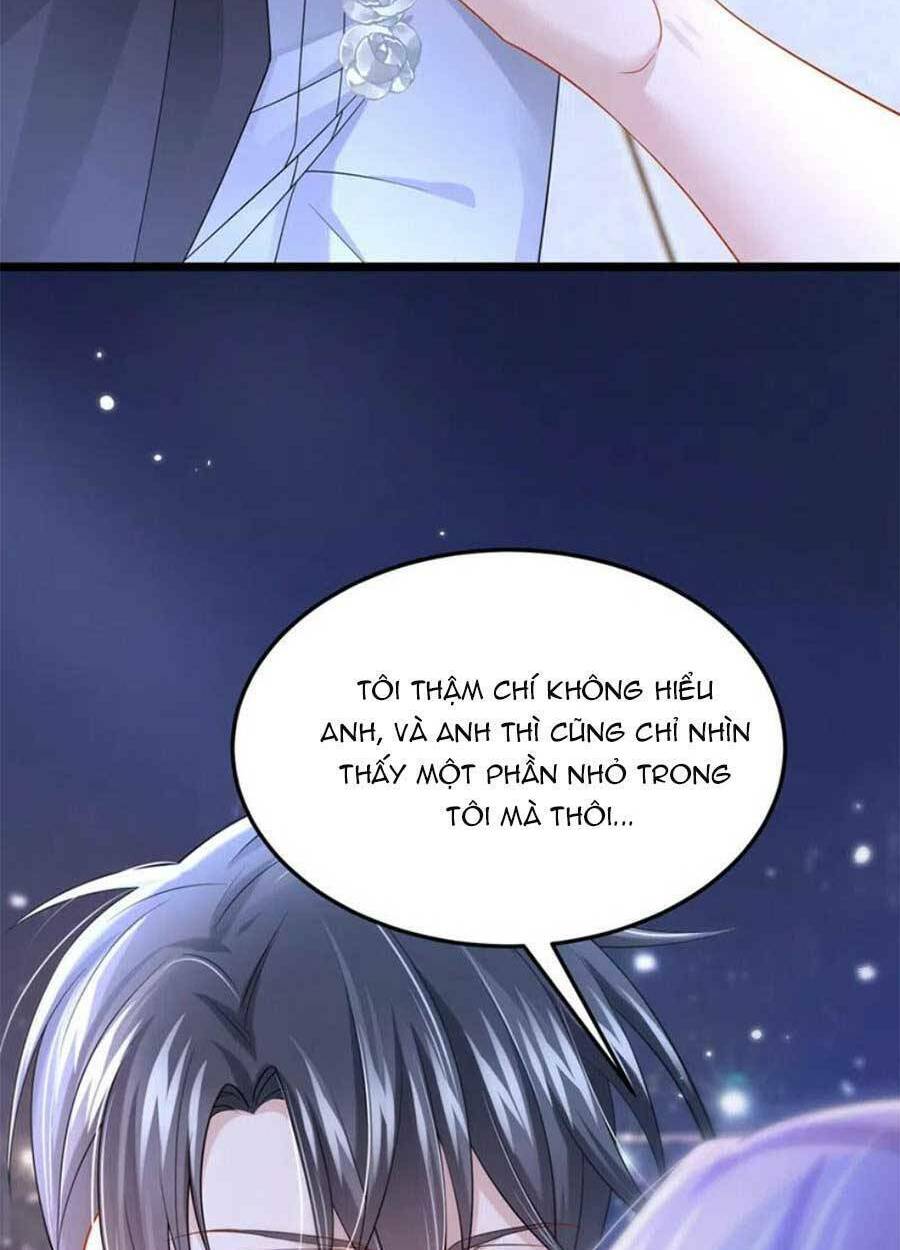 TÔI THẬM CHÍ KHÔNG HIỂU
ANH, VÀ ANH THÌ CŨNG CHỈ NHÌN
THẤY MỘT PHẦN NHỎ TRONG
TÔI MÀ THÔI...